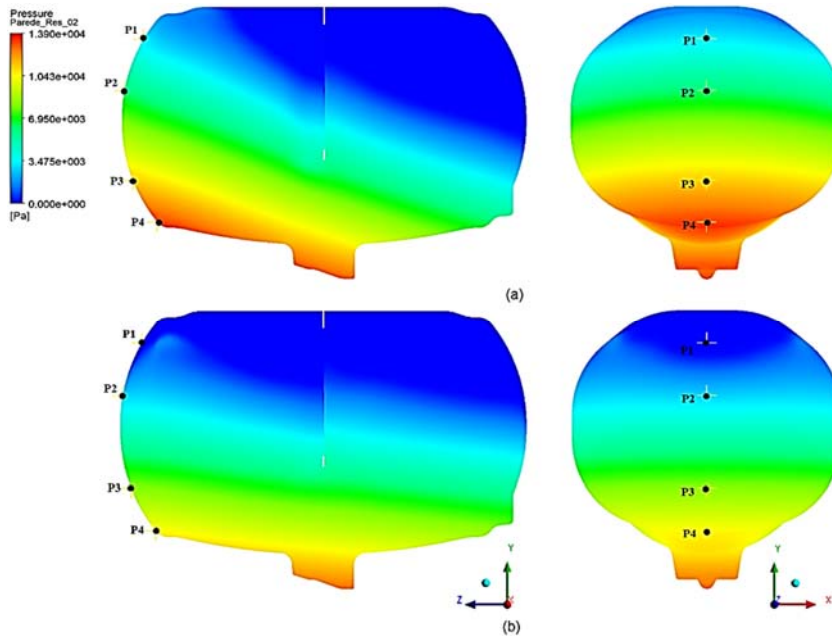 Pressure
Parede_Res_02
1.390e+004
1.043e+004
6.950e+003
3.475e+003
0.000e+000
[Pa]
P1
P2
P3
P4
P1
P2
P3
P4
(a)
P1
P2
P3
P4
P1
P2
P3
P4
Y
Z
X
Y
Z
X
(b)